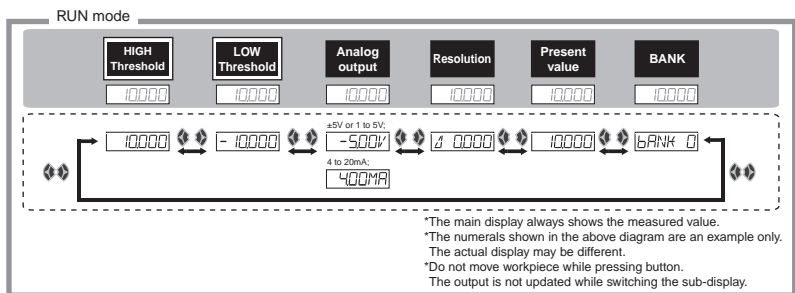 RUN mode
HIGH Threshold
LOW Threshold
Analog output
Resolution
Present value
BANK
10.000 10.000 10.000 10.000 10.000 10.000
±5V or 1 to 5V;
10.000 - 10.000 -5.00V ⊿ 0.000 10.000 bANK 0
4 to 20mA;
4.00MA
*The main display always shows the measured value.
*The numerals shown in the above diagram are an example only.
The actual display may be different.
*Do not move workpiece while pressing button.
The output is not updated while switching the sub-display.